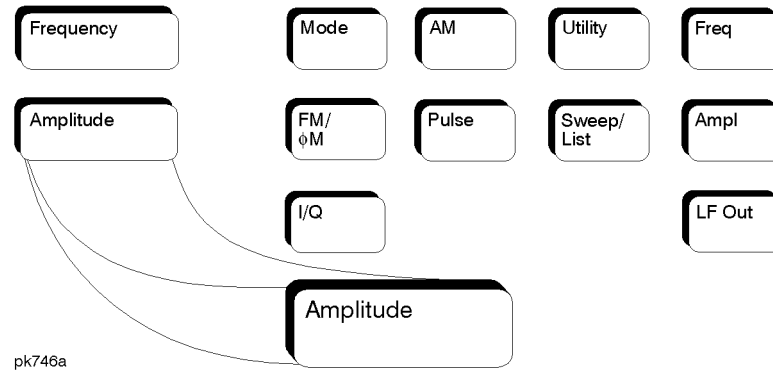 Frequency
Mode
AM
Utility
Freq
Amplitude
FM/
ϕM
Pulse
Sweep/
List
Ampl
I/Q
LF Out
Amplitude
pk746a